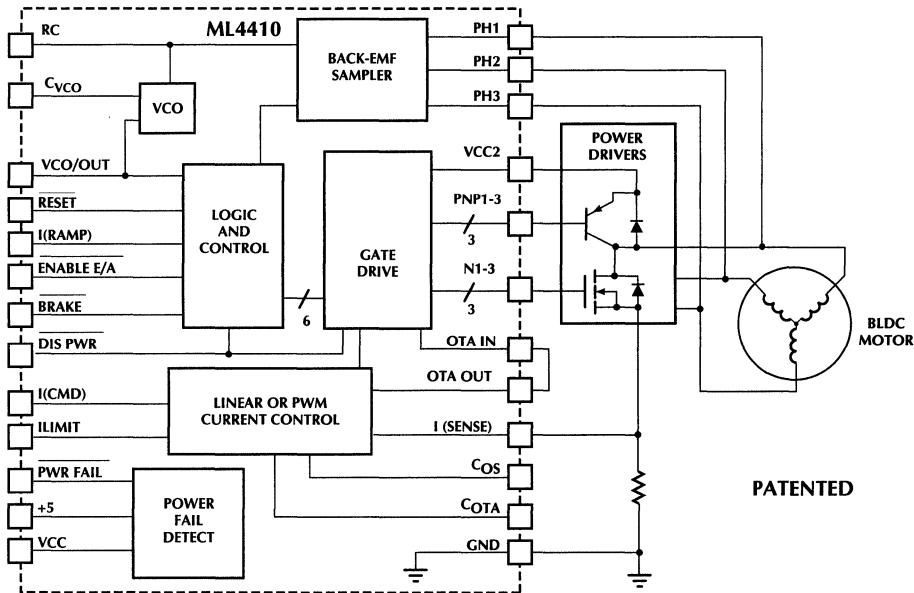 ML4410
RC
CVCO
VCO/OUT
RESET
I(RAMP)
ENABLE E/A
BRAKE
DIS PWR
I(CMD)
ILIMIT
PWR FAIL
+5
VCC
VCO
BACK-EMF
SAMPLER
LOGIC
AND
CONTROL
6
GATE
DRIVE
LINEAR OR PWM
CURRENT CONTROL
POWER
FAIL
DETECT
PH1
PH2
PH3
VCC2
PNP1-3
3
N1-3
3
OTA IN
OTA OUT
I (SENSE)
COS
COTA
GND
POWER
DRIVERS
BLDC
MOTOR
PATENTED